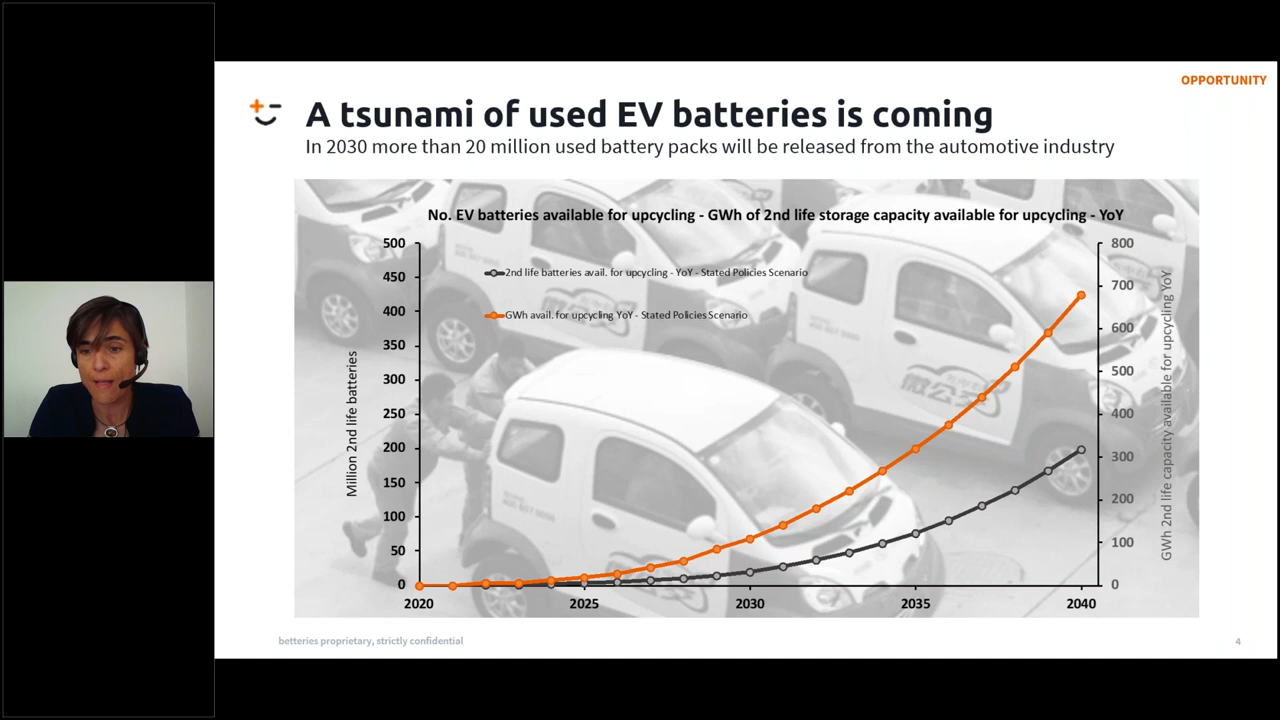 OPPORTUNITY
A tsunami of used EV batteries is coming
In 2030 more than 20 million used battery packs will be released from the automotive industry
No. EV batteries available for upcycling - GWh of 2nd life storage capacity available for upcycling - YoY
2nd life batteries avail. for upcycling - YoY - Stated Policies Scenario
GWh avail. for upcycling YoY - Stated Policies Scenario
Million 2nd life batteries
500
450
400
350
300
250
200
150
100
50
0
800
700
600
500
400
300
200
100
0
GWh 2nd life capacity available for upcycling YoY
2020 2025 2030 2035 2040
betteries proprietary, strictly confidential
4